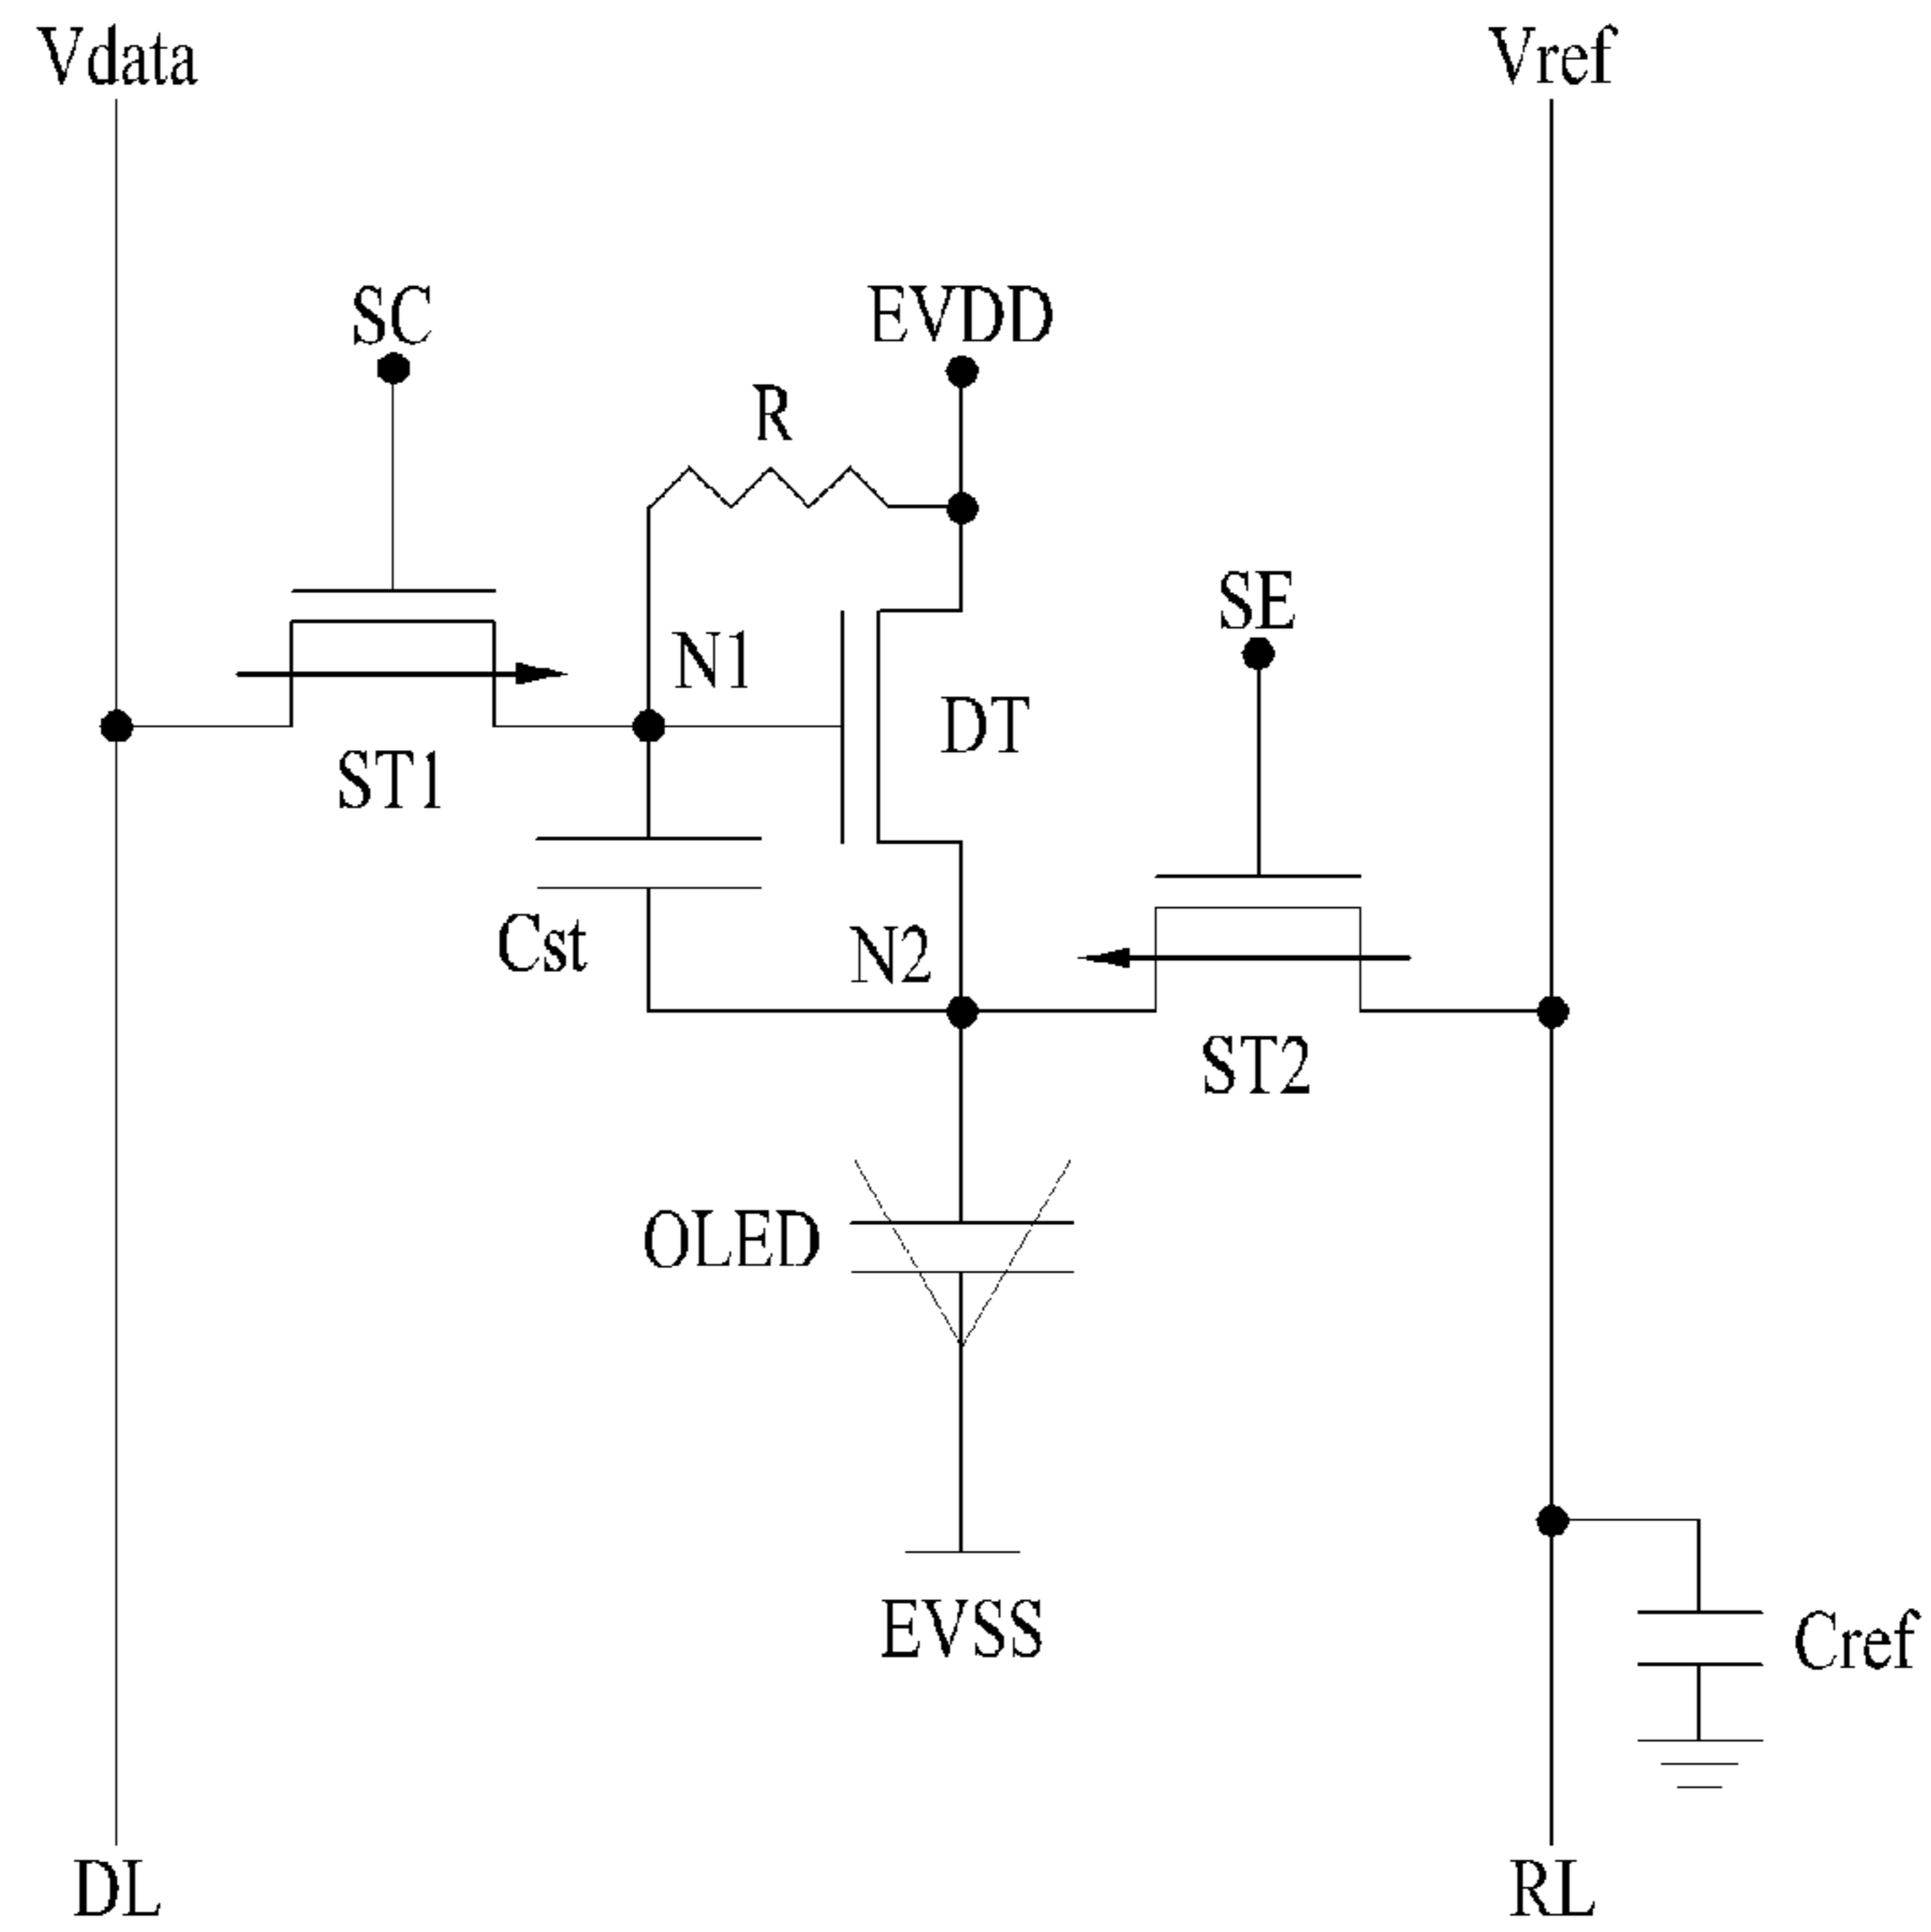 Vdata
Vref
SC
EVDD
R
SE
N1
DT
ST1
Cst
N2
ST2
OLED
EVSS
Cref
DL
RL